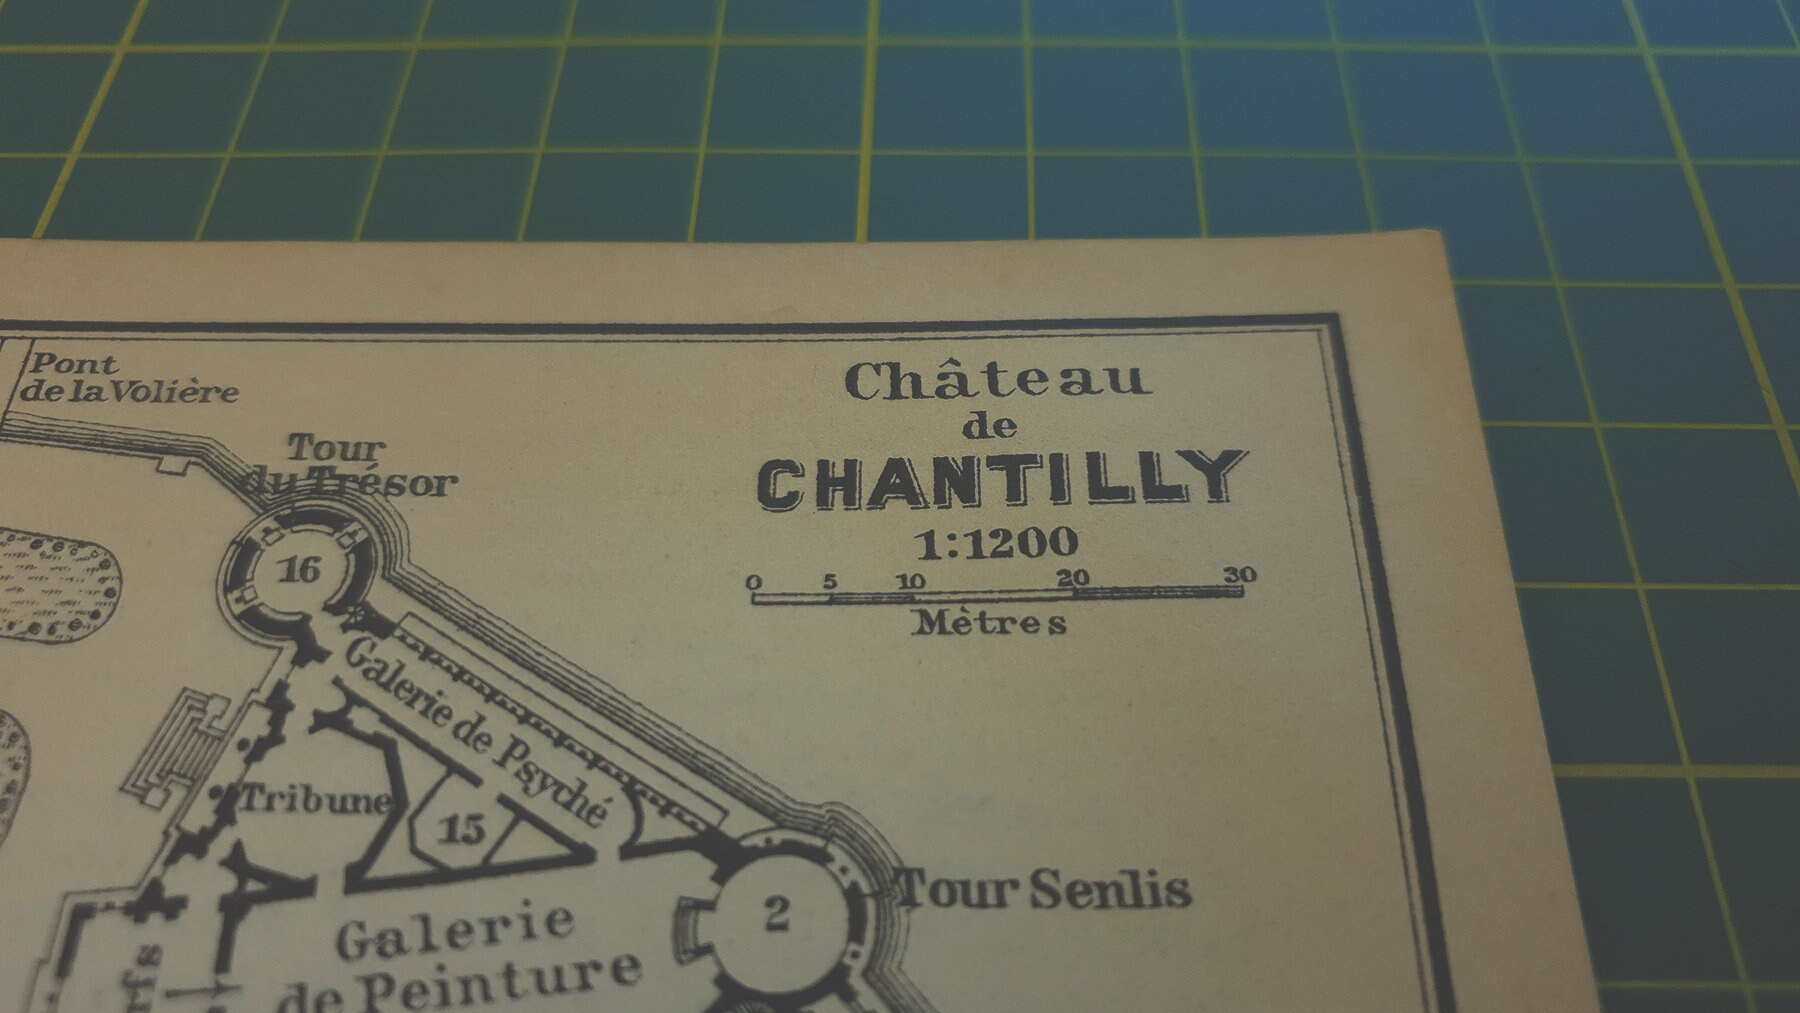 Pont
de la Volière
Tour
du Trésor
16
Château
de
CHANTILLY
1:1200
0 5 10 20 30
Mètres
Galerie de Psyché
Tribune
15
2
Tour Senlis
Galerie
de Peinture